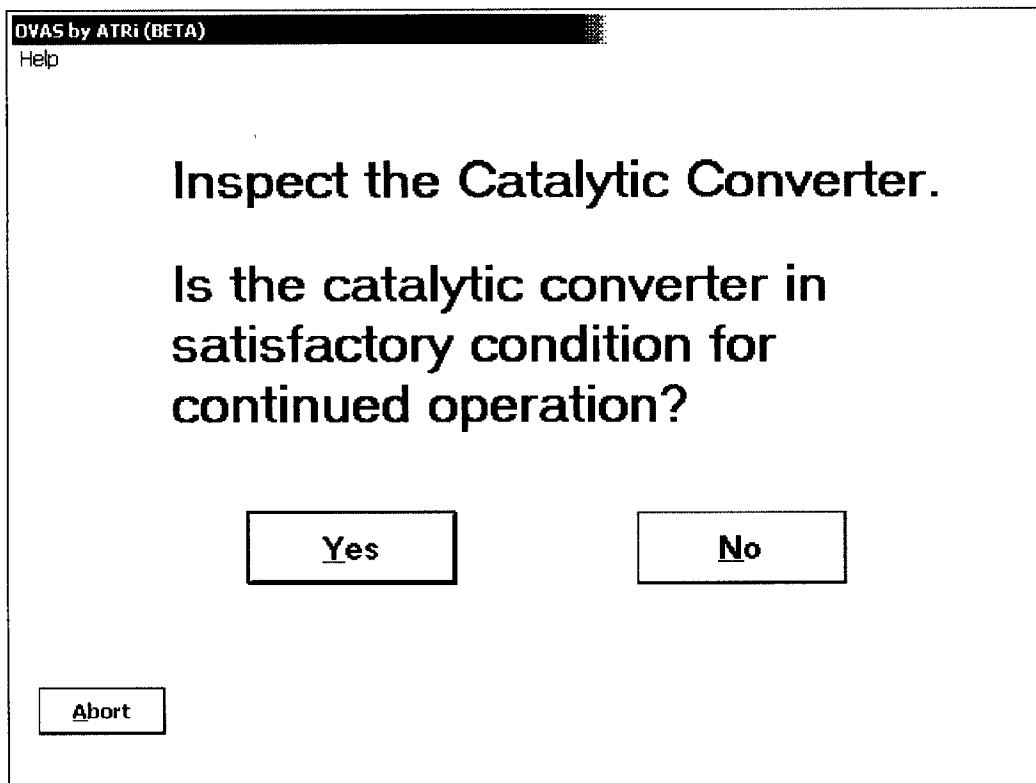 OVAS by ATRi (BETA)
Help
Inspect the Catalytic Converter.
Is the catalytic converter in
satisfactory condition for
continued operation?
Yes
No
Abort